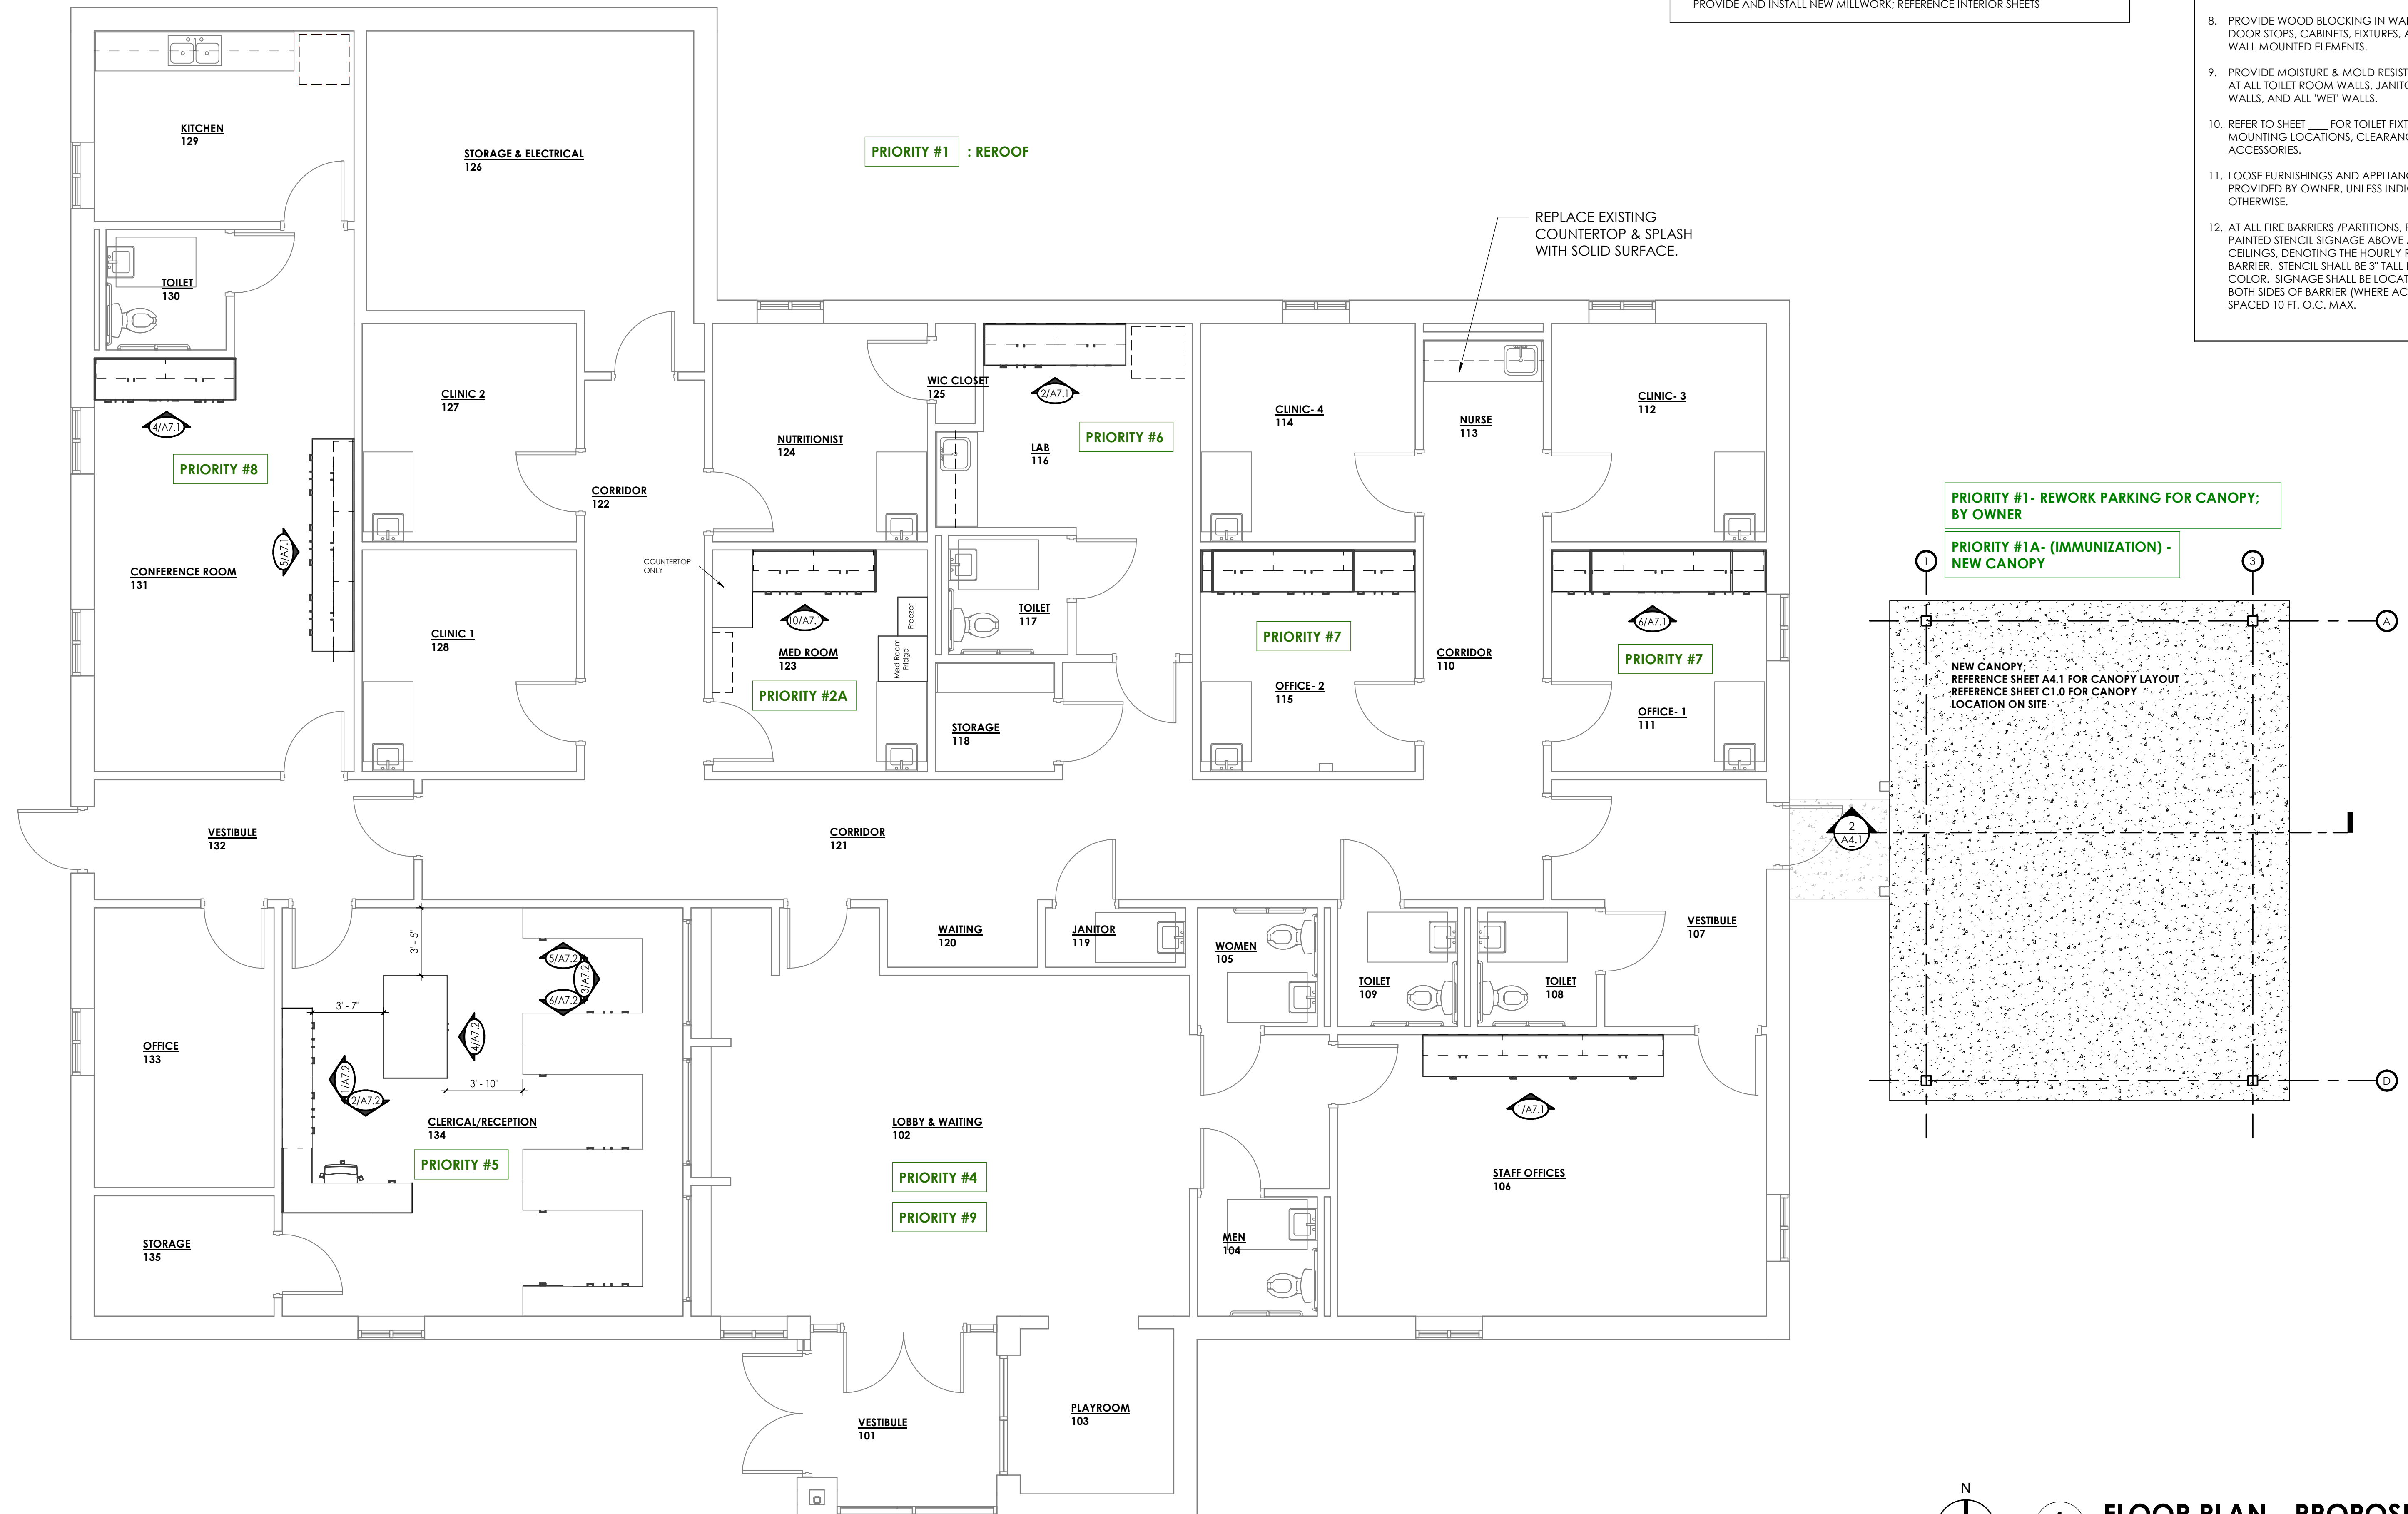 PROVIDE AND INSTALL NEW MILLWORK; REFERENCE INTERIOR SHEETS
8. PROVIDE WOOD BLOCKING IN
DOOR STOPS, CABINETS, FIXTURES,
WALL MOUNTED ELEMENTS.
9. PROVIDE MOISTURE & MOLD
AT ALL TOILET ROOM WALLS,
WALLS, AND ALL 'WET' WALLS.
10. REFER TO SHEET ___ FOR TOILET
MOUNTING LOCATIONS,
ACCESSORIES.
11. LOOSE FURNISHINGS AND
PROVIDED BY OWNER, UNLESS
OTHERWISE.
12. AT ALL FIRE BARRIERS /PARTITIONS,
PAINTED STENCIL SIGNAGE ABOVE
CEILINGS, DENOTING THE HOURLY
BARRIER. STENCIL SHALL BE 3" TALL
COLOR. SIGNAGE SHALL BE
BOTH SIDES OF BARRIER (WHERE
SPACED 10 FT. O.C. MAX.
KITCHEN
129
STORAGE & ELECTRICAL
126
PRIORITY #1 : REROOF
REPLACE EXISTING
COUNTERTOP & SPLASH
WITH SOLID SURFACE.
TOILET
130
4/A7.1
PRIORITY #8
5/A7.1
CONFERENCE ROOM
131
CLINIC 2
127
CORRIDOR
122
CLINIC 1
128
NUTRITIONIST
124
WIC CLOSET
125
2/A7.1
LAB
116
PRIORITY #6
CLINIC- 4
114
NURSE
113
CLINIC- 3
112
COUNTERTOP
ONLY
10/A7.1
Freezer
Med Room
Fridge
MED ROOM
123
PRIORITY #2A
TOILET
117
STORAGE
118
PRIORITY #7
OFFICE- 2
115
CORRIDOR
110
6/A7.1
PRIORITY #7
OFFICE- 1
111
PRIORITY #1- REWORK PARKING FOR CANOPY;
BY OWNER
PRIORITY #1A- (IMMUNIZATION) -
NEW CANOPY
1
3
A
NEW CANOPY;
REFERENCE SHEET A4.1 FOR CANOPY LAYOUT
REFERENCE SHEET C1.0 FOR CANOPY
LOCATION ON SITE
2
A4.1
D
VESTIBULE
132
CORRIDOR
121
WAITING
120
JANITOR
119
WOMEN
105
TOILET
109
TOILET
108
VESTIBULE
107
OFFICE
133
3' - 5"
3' - 7"
3' - 10"
5/A7.2
3/A7.2
6/A7.2
4/A7.2
1/A7.2
2/A7.2
CLERICAL/RECEPTION
134
PRIORITY #5
STORAGE
135
LOBBY & WAITING
102
PRIORITY #4
PRIORITY #9
MEN
104
1/A7.1
STAFF OFFICES
106
VESTIBULE
101
PLAYROOM
103
N
FLOOR PLAN